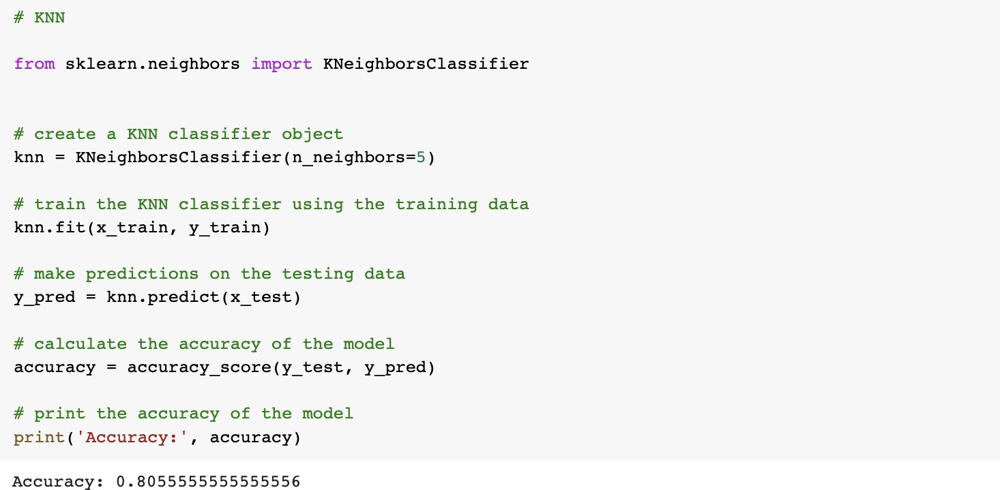 # KNN
from sklearn.neighbors import KNeighborsClassifier
# create a KNN classifier object
knn = KNeighborsClassifier(n_neighbors=5)
# train the KNN classifier using the training data
knn.fit(x_train, y_train)
# make predictions on the testing data
y_pred = knn.predict(x_test)
# calculate the accuracy of the model
accuracy = accuracy_score(y_test, y_pred)
# print the accuracy of the model
print('Accuracy:', accuracy)
Accuracy: 0.8055555555555556